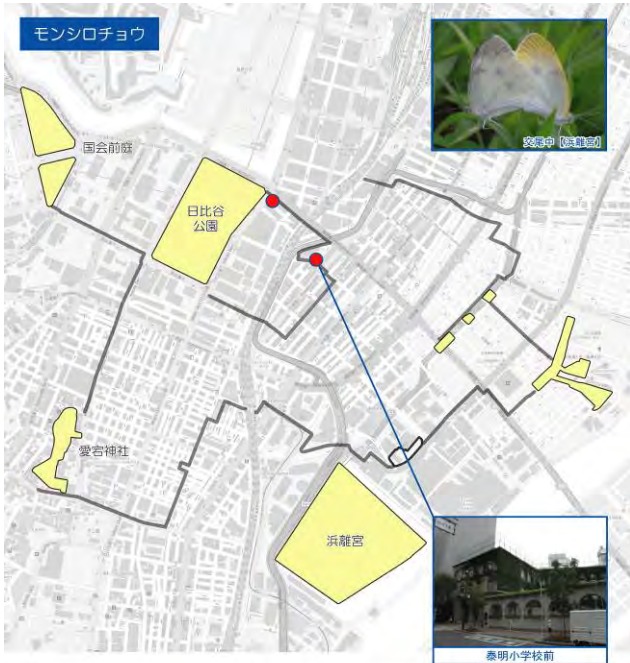 モンシロチョウ
交尾中【浜離宮】
国会前庭
日比谷
公園
愛宕神社
浜離宮
泰明小学校前